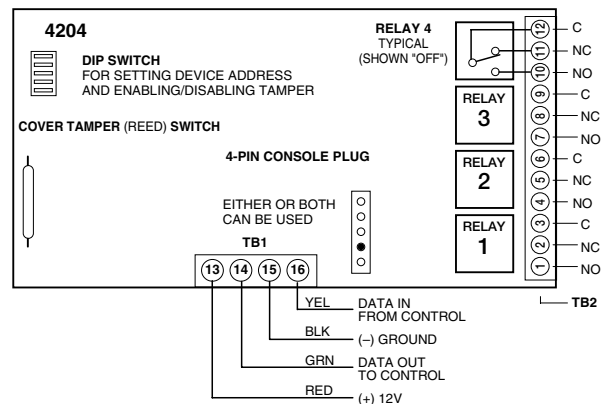 4204
DIP SWITCH
FOR SETTING DEVICE ADDRESS
AND ENABLING/DISABLING TAMPER
COVER TAMPER (REED) SWITCH
4-PIN CONSOLE PLUG
EITHER OR BOTH
CAN BE USED
TB1
13 14 15 16
YEL DATA IN
FROM CONTROL
BLK (–) GROUND
GRN DATA OUT
TO CONTROL
RED (+) 12V
RELAY 4
TYPICAL
(SHOWN "OFF")
RELAY
3
RELAY
2
RELAY
1
12 C
11 NC
10 NO
9 C
8 NC
7 NO
6 C
5 NC
4 NO
3 C
2 NC
1 NO
TB2